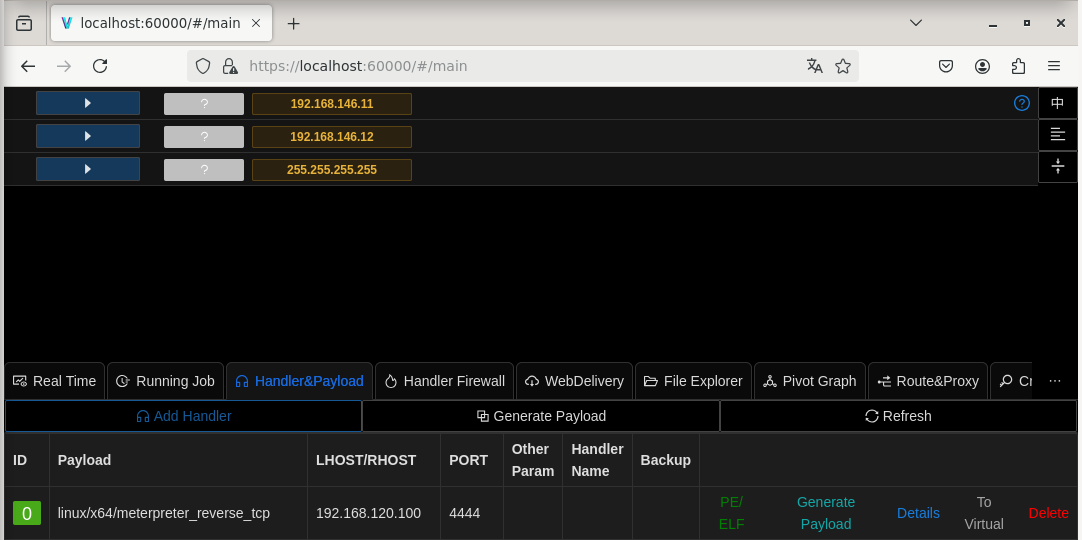 localhost:60000/#/main
https://localhost:60000/#/main
? 192.168.146.11 ? 中
? 192.168.146.12
? 255.255.255.255
Real Time Running Job Handler&Payload Handler Firewall WebDelivery File Explorer Pivot Graph Route&Proxy ...
Add Handler Generate Payload Refresh
ID Payload LHOST/RHOST PORT Other Param Handler Name Backup
0 linux/x64/meterpreter_reverse_tcp 192.168.120.100 4444 PE/ELF Generate Payload Details To Virtual Delete